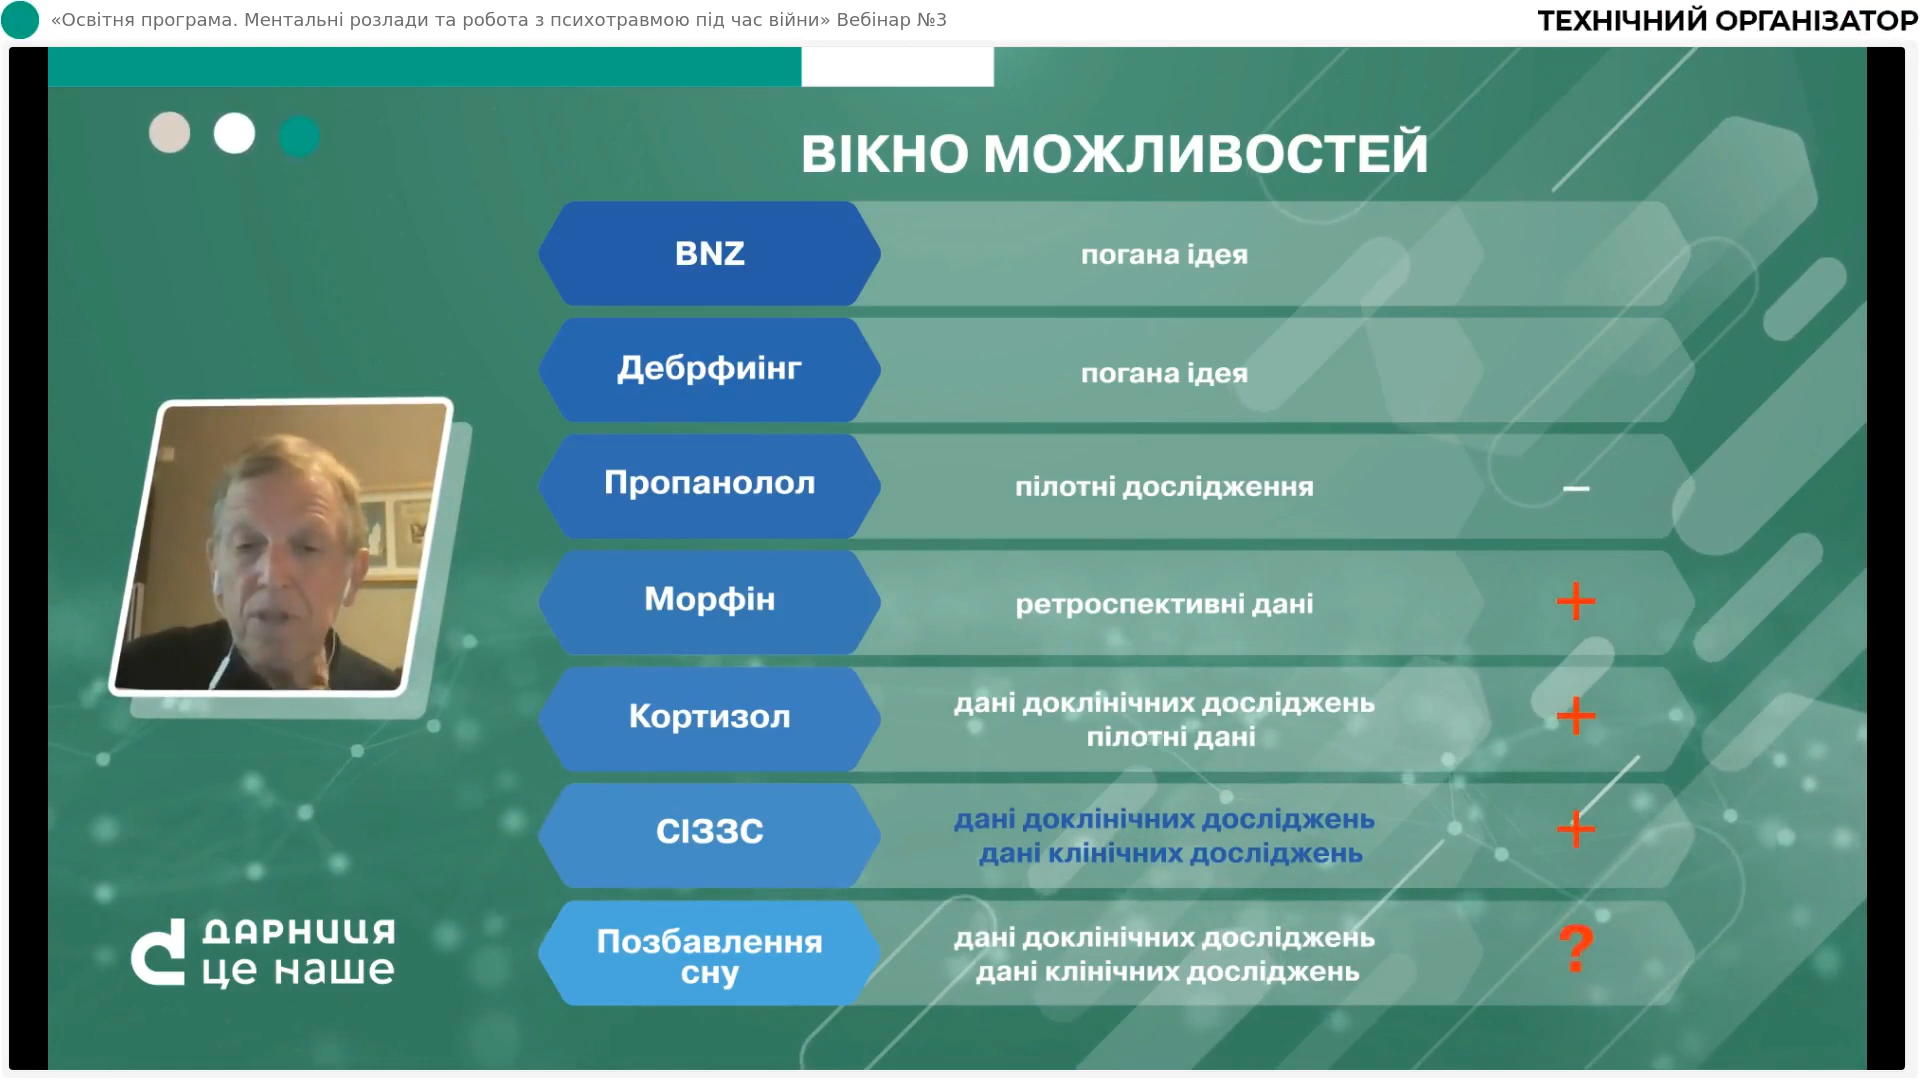 «Освітня програма. Ментальні розлади та робота з психотравмою під час війни» Вебінар №3
ТЕХНІЧНИЙ ОРГАНІЗАТОР
ВІКНО МОЖЛИВОСТЕЙ
BNZ
погана ідея
Дебрфиінг
погана ідея
Пропанолол
пілотні дослідження
–
Морфін
ретроспективні дані
+
Кортизол
дані доклінічних досліджень
пілотні дані
+
СІЗЗС
дані доклінічних досліджень
дані клінічних досліджень
+
Позбавлення
сну
дані доклінічних досліджень
дані клінічних досліджень
?
ДАРНИЦЯ
це наше